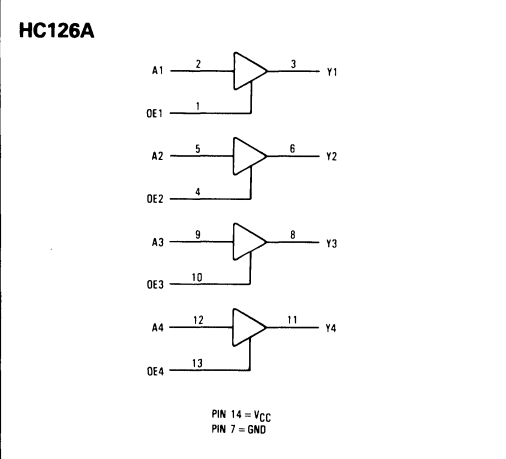 HC126A
A1 2 3 Y1
OE1 1
A2 5 6 Y2
OE2 4
A3 9 8 Y3
OE3 10
A4 12 11 Y4
OE4 13
PIN 14 = VCC
PIN 7 = GND